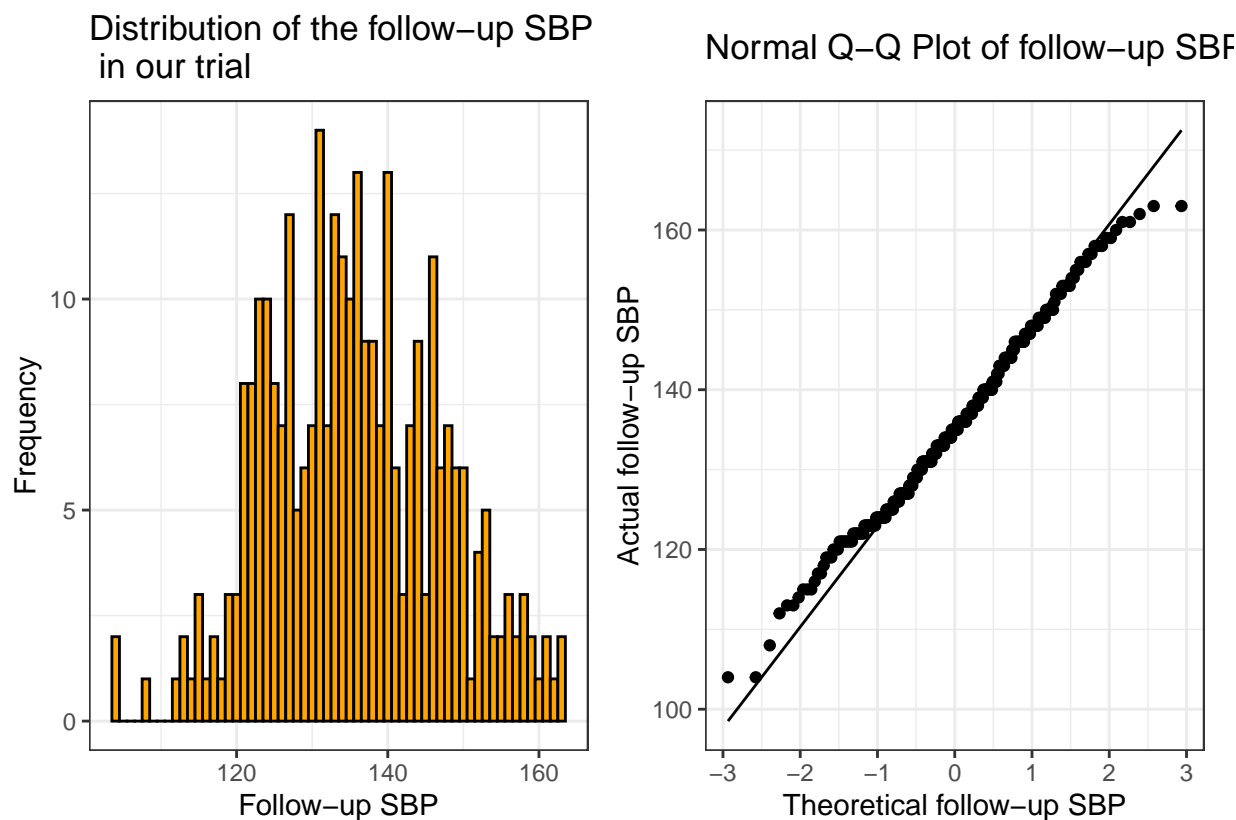 Distribution of the follow−up SBP
in our trial
Frequency
10
5
0
120
140
160
Follow−up SBP
Normal Q−Q Plot of follow−up SBP
Actual follow−up SBP
160
140
120
100
−3
−2
−1
0
1
2
3
Theoretical follow−up SBP